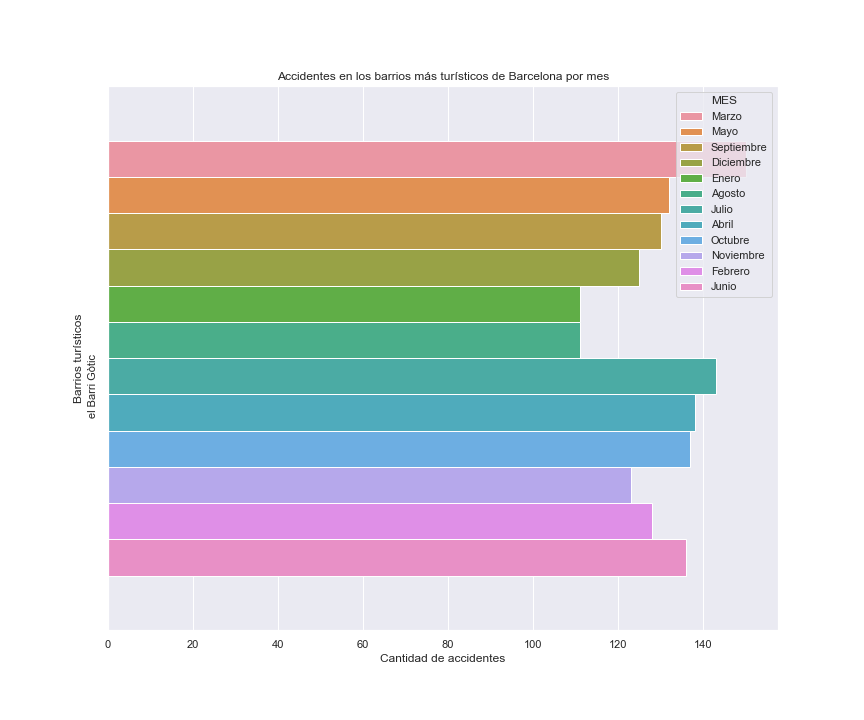 Accidentes en los barrios más turísticos de Barcelona por mes
MES
Marzo
Mayo
Septiembre
Diciembre
Enero
Agosto
Julio
Abril
Octubre
Noviembre
Febrero
Junio
Barrios turísticos
el Barri Gòtic
0 20 40 60 80 100 120 140
Cantidad de accidentes